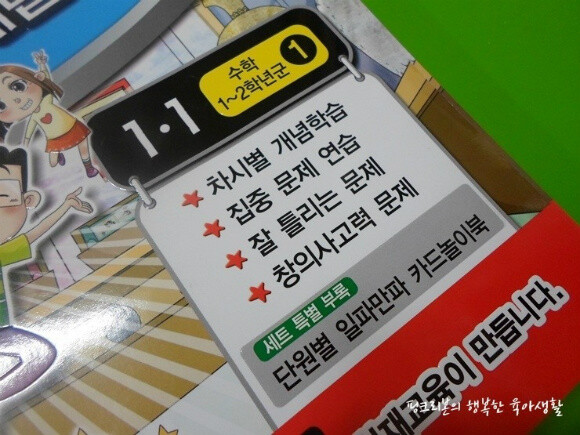 수학
1~2학년군 1
1·1
차시별 개념학습
집중 문제 연습
잘 틀리는 문제
창의사고력 문제
세트 특별 부록
단원별 일파만파 카드놀이북
재교육이 만듭니다.
핑크리본의 행복한 육아생활